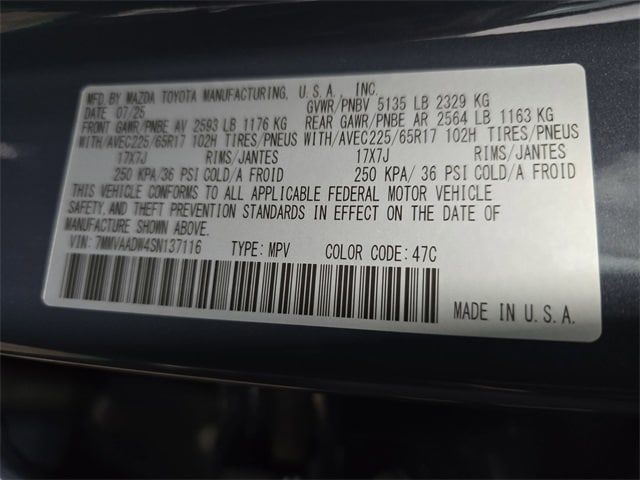 MFD BY MAZDA TOYOTA MANUFACTURING, U.S.A. INC.
DATE 07/25 GVWR/PNBV 5135 LB 2329 KG
FRONT GAWR/PNBE AV 2593 LB 1176 KG REAR GAWR/PNBE AR 2564 LB 1163 KG
WITH/AVEC225/65R17 102H TIRES/PNEUS WITH/AVEC225/65R17 102H TIRES/PNEUS
17X7J RIMS/JANTES 17X7J RIMS/JANTES
250 KPA/36 PSI COLD/A FROID 250 KPA/ 36 PSI COLD/A FROID
THIS VEHICLE CONFORMS TO ALL APPLICABLE FEDERAL MOTOR VEHICLE
SAFETY, AND THEFT PREVENTION STANDARDS IN EFFECT ON THE DATE OF
MANUFACTURE SHOWN ABOVE.
VIN: 7MMVAADW4SN137116 TYPE: MPV COLOR CODE: 47C
MADE IN U.S.A.